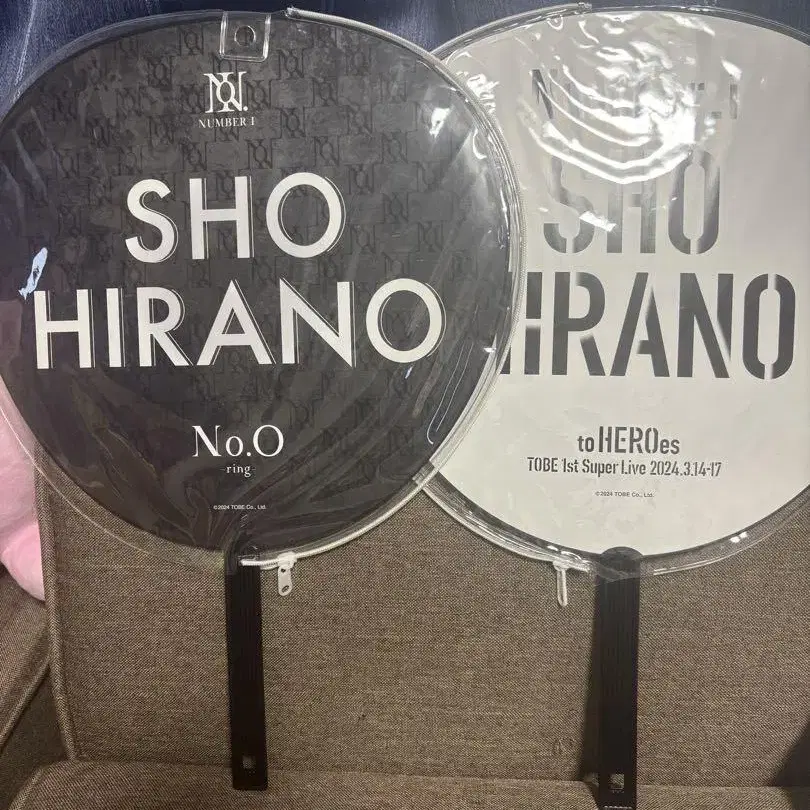 NUMBER I
SHO
HIRANO
No.O
-ring-
©2024 TOBE Co., Ltd.
SHO
HIRANO
to HEROes
TOBE 1st Super Live 2024.3.14-17
©2024 TOBE Co., Ltd.